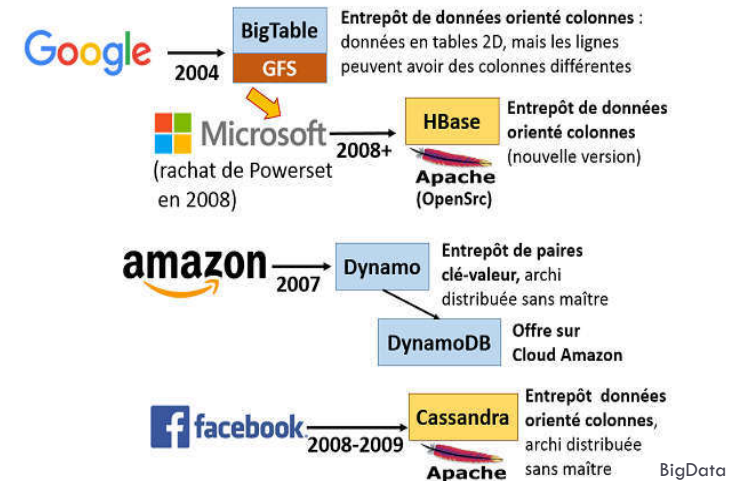 Google
2004
BigTable
GFS
Entrepôt de données orienté colonnes :
données en tables 2D, mais les lignes
peuvent avoir des colonnes différentes
Microsoft
(rachat de Powerset
en 2008)
2008+
HBase
Apache
(OpenSrc)
Entrepôt de données
orienté colonnes
(nouvelle version)
amazon
2007
Dynamo
Entrepôt de paires
clé-valeur, archi
distribuée sans maître
DynamoDB
Offre sur
Cloud Amazon
f facebook
2008-2009
Cassandra
Apache
Entrepôt données
orienté colonnes,
archi distribuée
sans maître
BigData